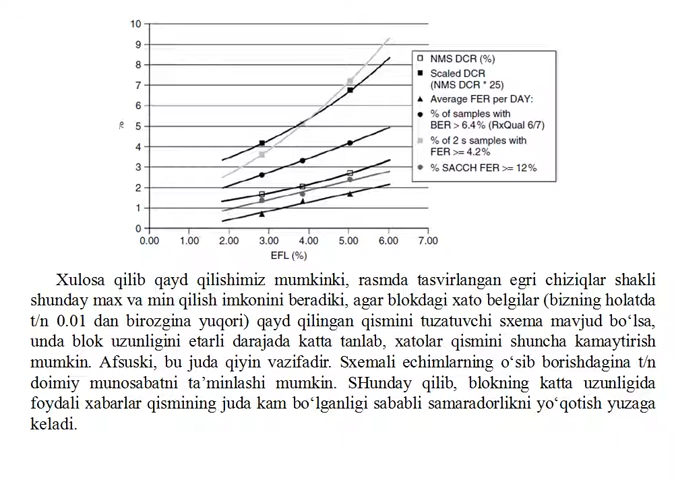 10
9
8
7
6
5
4
3
2
1
0
%
0.00 1.00 2.00 3.00 4.00 5.00 6.00 7.00
EFL (%)
NMS DCR (%)
Scaled DCR
(NMS DCR * 25)
Average FER per DAY:
% of samples with
BER > 6.4% (RxQual 6/7)
% of 2 s samples with
FER >= 4.2%
% SACCH FER >= 12%
Xulosa qilib qayd qilishimiz mumkinki, rasmda tasvirlangan egri chiziqlar shakli
shunday max va min qilish imkonini beradiki, agar blokdagi xato belgilar (bizning holatda
t/n 0.01 dan birozgina yuqori) qayd qilingan qismini tuzatuvchi sxema mavjud bo‘lsa,
unda blok uzunligini etarli darajada katta tanlab, xatolar qismini shuncha kamaytirish
mumkin. Afsuski, bu juda qiyin vazifadir. Sxemali echimlarning o‘sib borishdagina t/n
doimiy munosabatni ta’minlashi mumkin. SHunday qilib, blokning katta uzunligida
foydali xabarlar qismining juda kam bo‘lganligi sababli samaradorlikni yo‘qotish yuzaga
keladi.